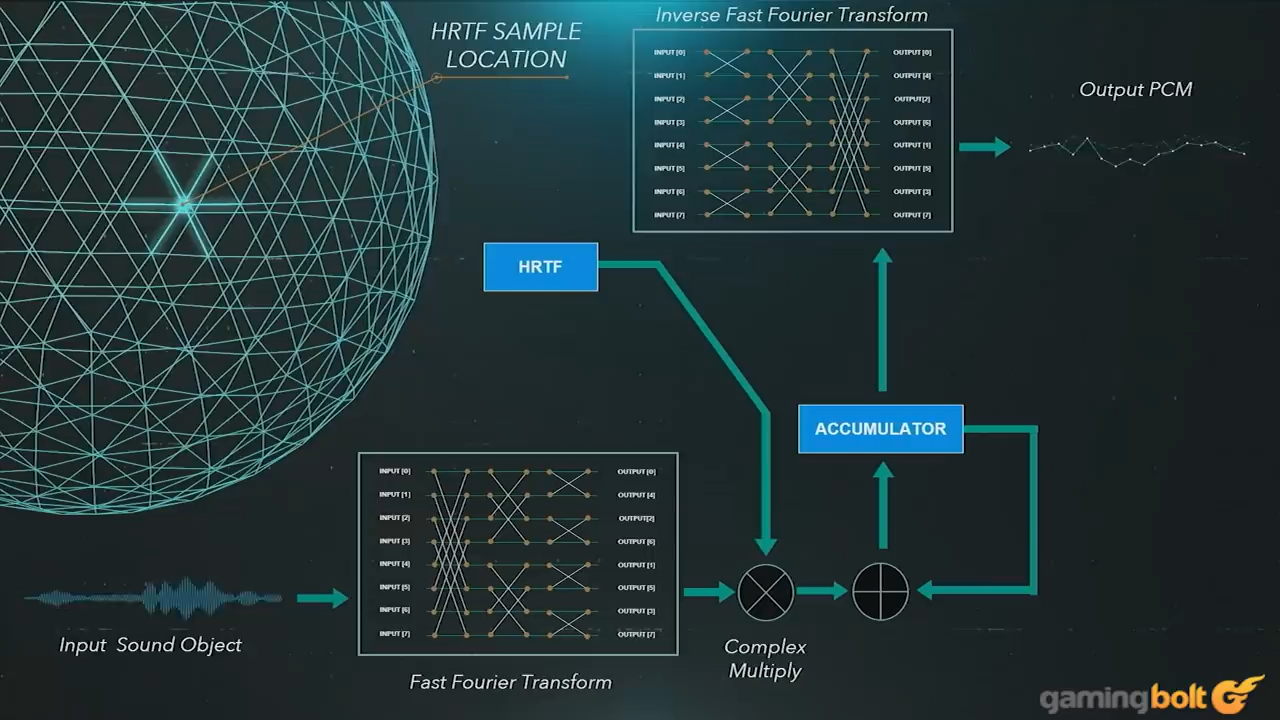 HRTF SAMPLE
LOCATION
Inverse Fast Fourier Transform
INPUT [0] OUTPUT [0]
INPUT [1] OUTPUT [4]
INPUT [2] OUTPUT[2]
INPUT [3] OUTPUT [6]
INPUT [4] OUTPUT [1]
INPUT [5] OUTPUT [5]
INPUT [6] OUTPUT [3]
INPUT [7] OUTPUT [7]
Output PCM
HRTF
ACCUMULATOR
INPUT [0] OUTPUT [0]
INPUT [1] OUTPUT [4]
INPUT [2] OUTPUT[2]
INPUT [3] OUTPUT [6]
INPUT [4] OUTPUT [1]
INPUT [5] OUTPUT [5]
INPUT [6] OUTPUT [3]
INPUT [7] OUTPUT [7]
Input Sound Object
Fast Fourier Transform
Complex
Multiply
gamingbolt